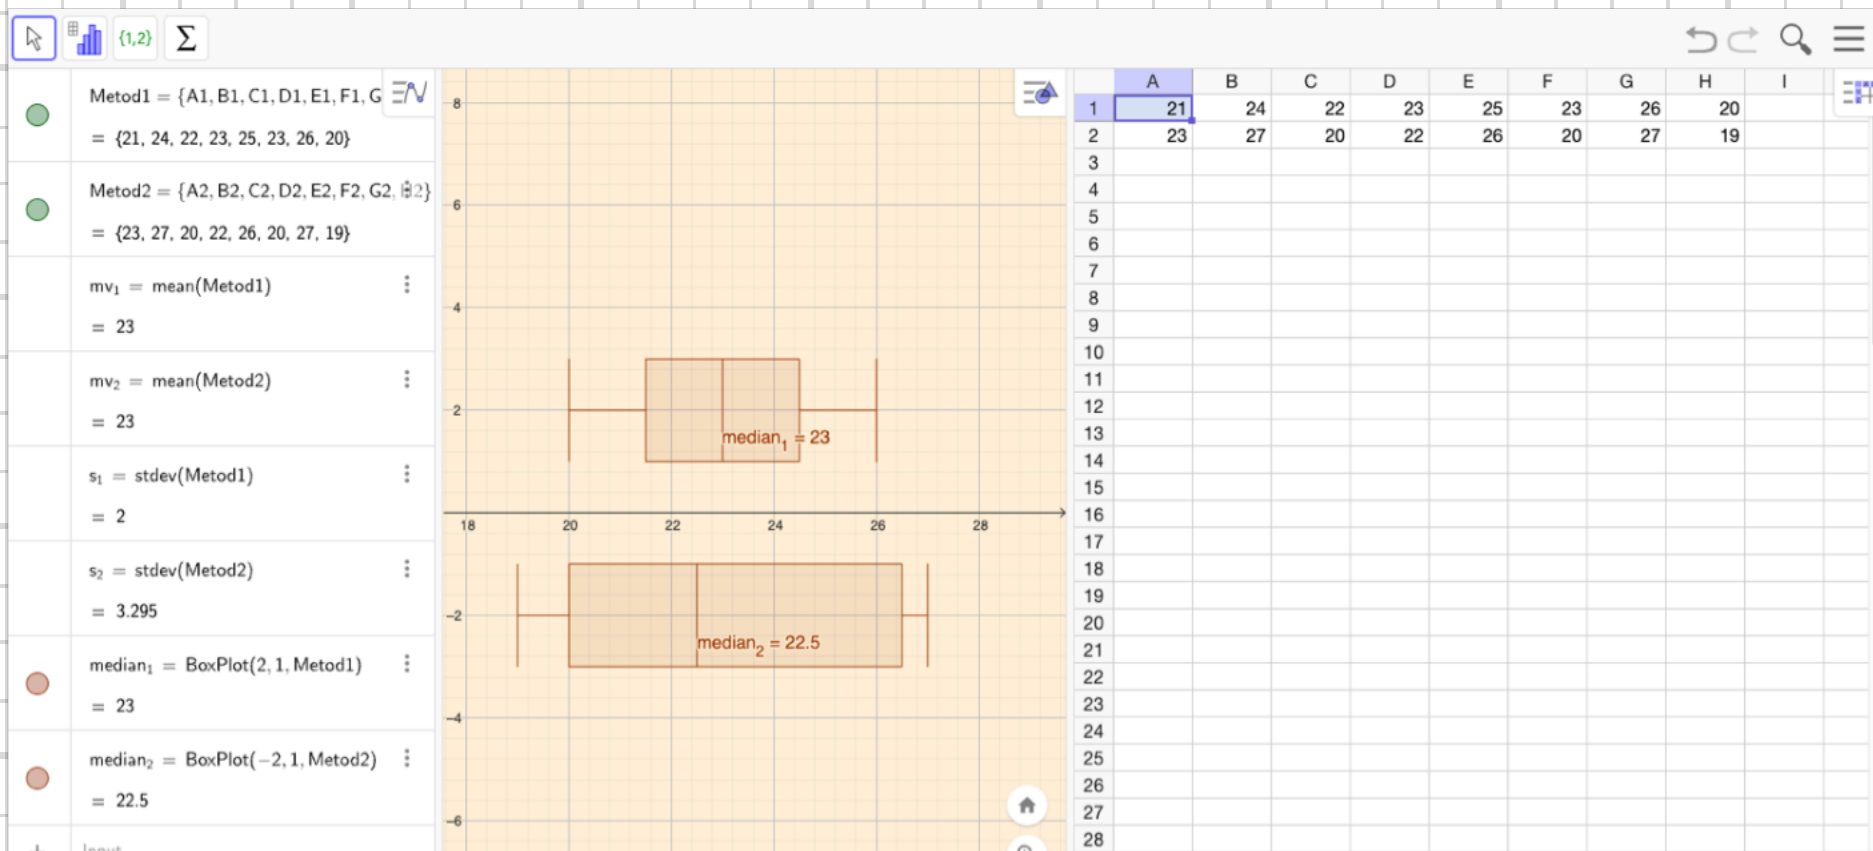 {1,2}
Σ
Metod1 = {A1, B1, C1, D1, E1, F1, G
= {21, 24, 22, 23, 25, 23, 26, 20}
Metod2 = {A2, B2, C2, D2, E2, F2, G2, H2}
= {23, 27, 20, 22, 26, 20, 27, 19}
mv₁ = mean(Metod1)
= 23
mv₂ = mean(Metod2)
= 23
s₁ = stdev(Metod1)
= 2
s₂ = stdev(Metod2)
= 3.295
median₁ = BoxPlot(2, 1, Metod1)
= 23
median₂ = BoxPlot(−2, 1, Metod2)
= 22.5
Input...
8
6
4
2
median₁ = 23
18 20 22 24 26 28
−2
median₂ = 22.5
−4
−6
A B C D E F G H I
1 21 24 22 23 25 23 26 20
2 23 27 20 22 26 20 27 19
3
4
5
6
7
8
9
10
11
12
13
14
15
16
17
18
19
20
21
22
23
24
25
26
27
28